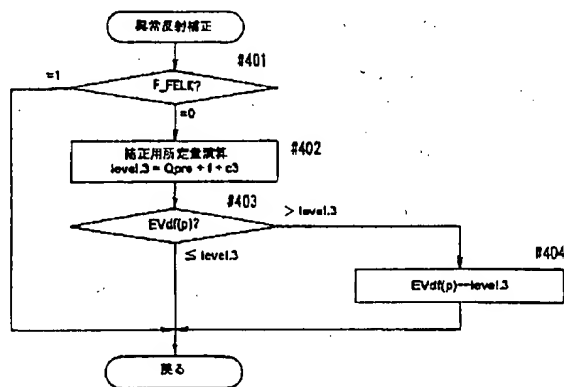 異常反射補正
#401
=1
F_FELK?
=0
#402
補正用所定量演算
level.3 = Qpre + f + c3
#403
EVdf(p)?
> level.3
≤ level.3
#404
EVdf(p)←level.3
戻る